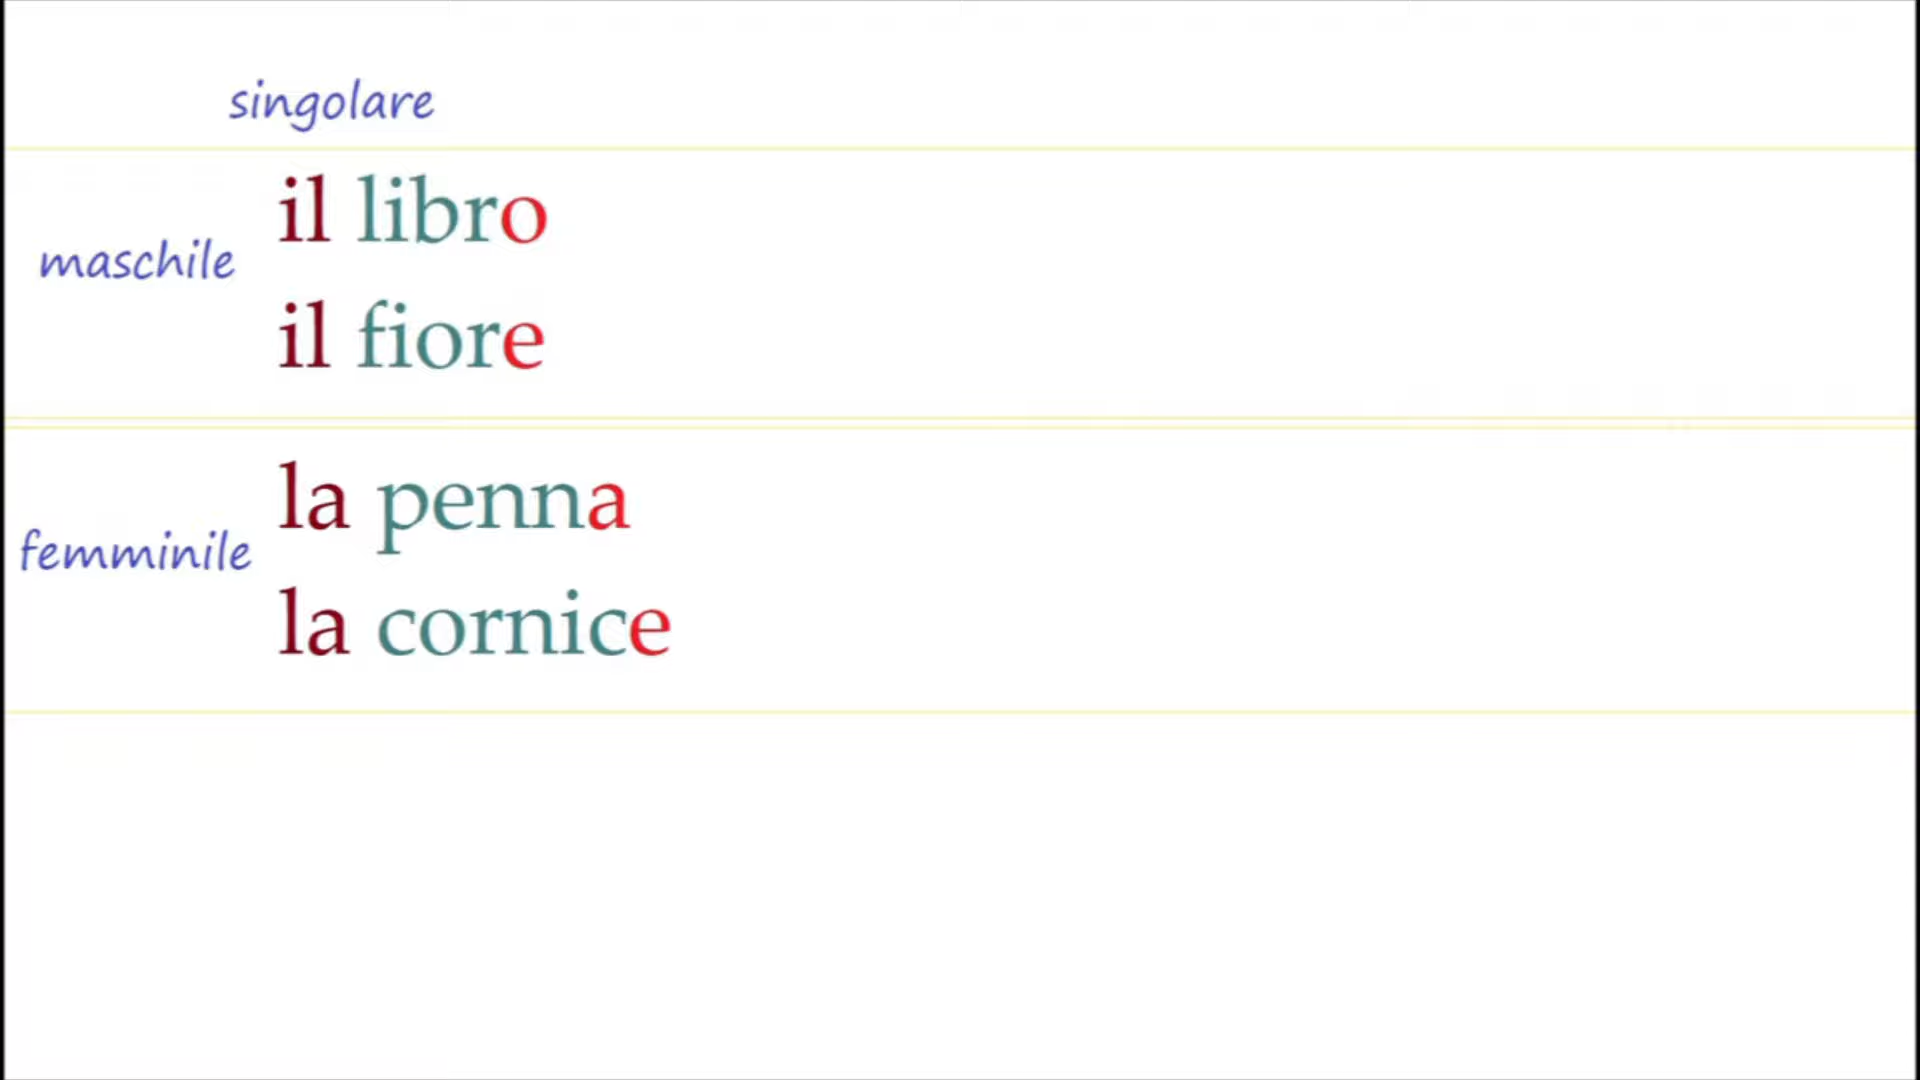 singolare
il libro
maschile
il fiore
la penna
femminile
la cornice